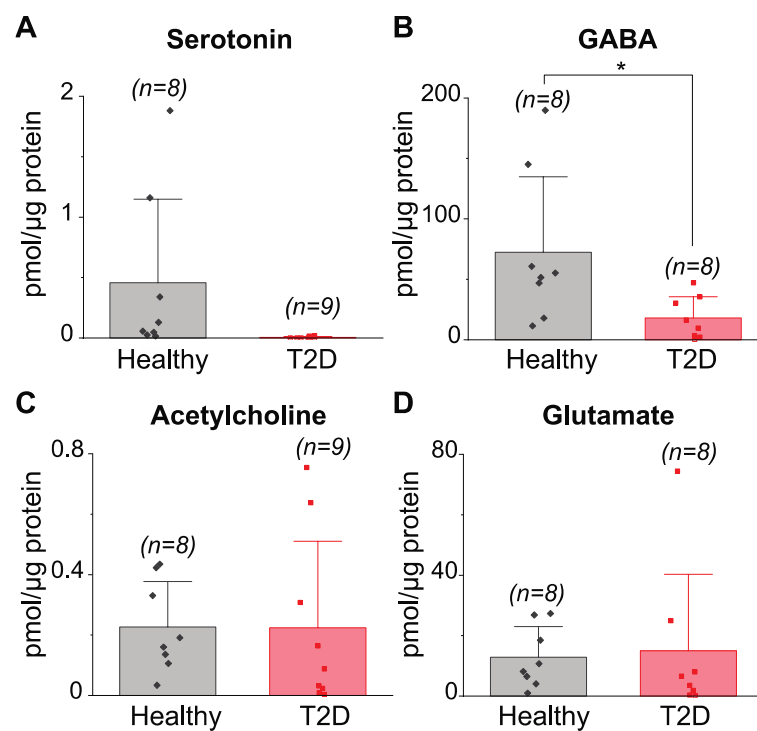 A
Serotonin
pmol/µg protein
2
1
0
(n=8)
(n=9)
Healthy
T2D
B
GABA
*
pmol/µg protein
200
100
0
(n=8)
(n=8)
Healthy
T2D
C
Acetylcholine
pmol/µg protein
0.8
0.4
0
(n=8)
(n=9)
Healthy
T2D
D
Glutamate
pmol/µg protein
80
40
0
(n=8)
(n=8)
Healthy
T2D